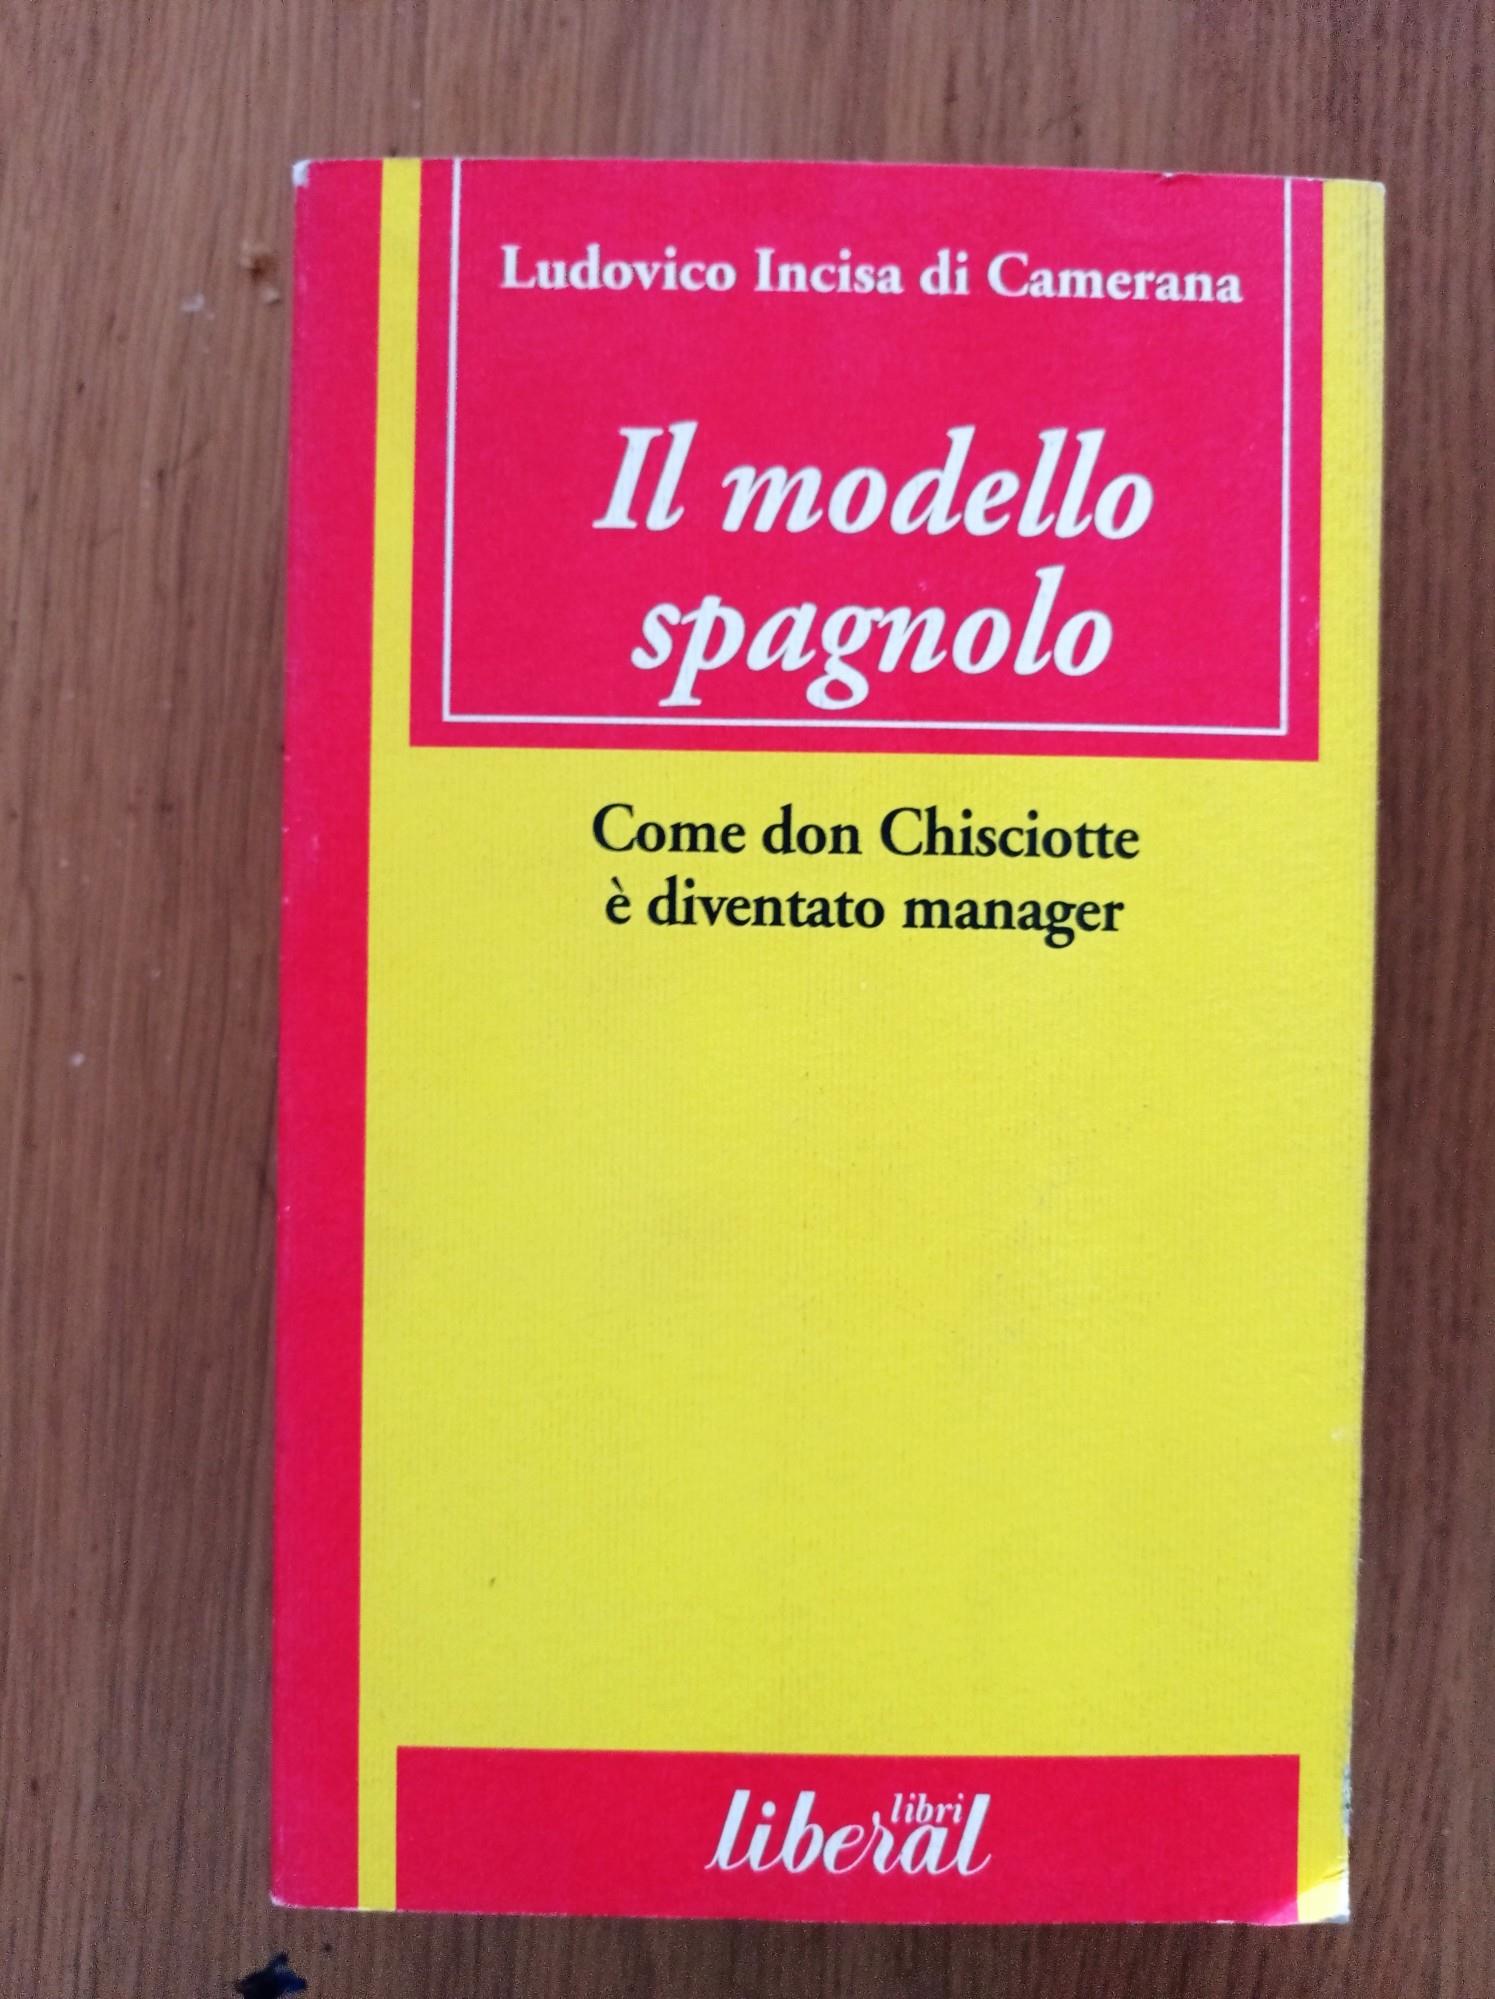 Ludovico Incisa di Camerana
Il modello
spagnolo
Come don Chisciotte
è diventato manager
libri
liberal